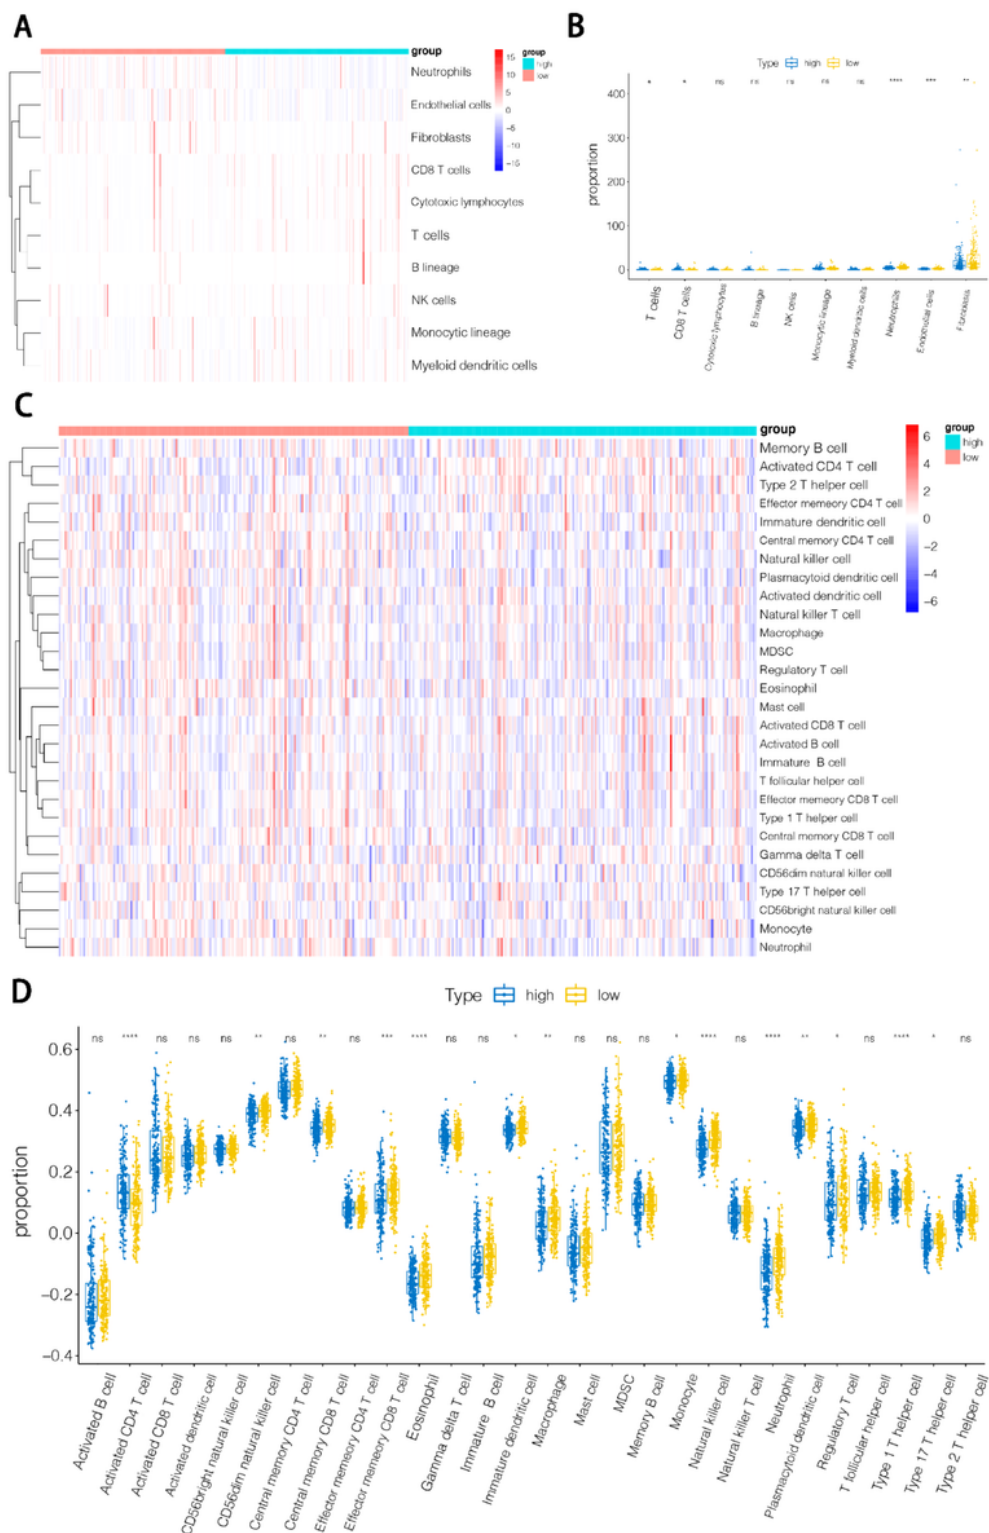 A
group
Neutrophils
Endothelial cells
Fibroblasts
CD8 T cells
Cytotoxic lymphocytes
T cells
B lineage
NK cells
Monocytic lineage
Myeloid dendritic cells
15
10
5
0
−5
−10
−15
group
high
low
B
Type high low
* * ns ns ns ns ns **** *** **
proportion
400
300
200
100
0
T cells
CD8 T cells
Cytotoxic lymphocytes
B lineage
NK cells
Monocytic lineage
Myeloid dendritic cells
Neutrophils
Endothelial cells
Fibroblasts
C
group
Memory B cell
Activated CD4 T cell
Type 2 T helper cell
Effector memeory CD4 T cell
Immature dendritic cell
Central memory CD4 T cell
Natural killer cell
Plasmacytoid dendritic cell
Activated dendritic cell
Natural killer T cell
Macrophage
MDSC
Regulatory T cell
Eosinophil
Mast cell
Activated CD8 T cell
Activated B cell
Immature B cell
T follicular helper cell
Effector memeory CD8 T cell
Type 1 T helper cell
Central memory CD8 T cell
Gamma delta T cell
CD56dim natural killer cell
Type 17 T helper cell
CD56bright natural killer cell
Monocyte
Neutrophil
6
4
2
0
−2
−4
−6
group
high
low
D
Type high low
ns **** ns ns ns ** ns ** ns *** **** ns ns * ** ns ns ns * **** ns **** ** * ns **** * ns
proportion
0.6
0.4
0.2
0.0
−0.2
−0.4
Activated B cell
Activated CD4 T cell
Activated CD8 T cell
Activated dendritic cell
CD56bright natural killer cell
CD56dim natural killer cell
Central memory CD4 T cell
Central memory CD8 T cell
Effector memeory CD4 T cell
Effector memeory CD8 T cell
Eosinophil
Gamma delta T cell
Immature B cell
Immature dendritic cell
Macrophage
Mast cell
MDSC
Memory B cell
Monocyte
Natural killer cell
Natural killer T cell
Neutrophil
Plasmacytoid dendritic cell
Regulatory T cell
T follicular helper cell
Type 1 T helper cell
Type 17 T helper cell
Type 2 T helper cell